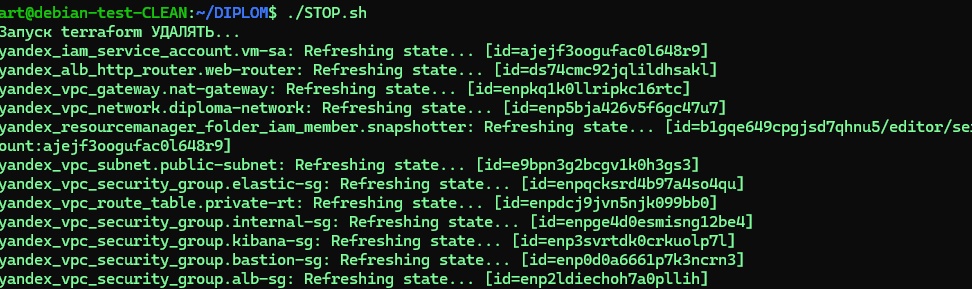 art@debian-test-CLEAN:~/DIPLOM$ ./STOP.sh
Запуск terraform УДАЛЯТЬ...
yandex_iam_service_account.vm-sa: Refreshing state... [id=ajejf3oogufac0l648r9]
yandex_alb_http_router.web-router: Refreshing state... [id=ds74cmc92jqlildhsakl]
yandex_vpc_gateway.nat-gateway: Refreshing state... [id=enpkq1k0llripkc16rtc]
yandex_vpc_network.diploma-network: Refreshing state... [id=enp5bja426v5f6gc47u7]
yandex_resourcemanager_folder_iam_member.snapshotter: Refreshing state... [id=b1gqe649cpgjsd7qhnu5/editor/ser
ount:ajejf3oogufac0l648r9]
yandex_vpc_subnet.public-subnet: Refreshing state... [id=e9bpn3g2bcgv1k0h3gs3]
yandex_vpc_security_group.elastic-sg: Refreshing state... [id=enpqcksrd4b97a4so4qu]
yandex_vpc_route_table.private-rt: Refreshing state... [id=enpdcj9jvn5njk099bb0]
yandex_vpc_security_group.internal-sg: Refreshing state... [id=enpge4d0esmisng12be4]
yandex_vpc_security_group.kibana-sg: Refreshing state... [id=enp3svrtdk0crkuolp7l]
yandex_vpc_security_group.bastion-sg: Refreshing state... [id=enp0d0a6661p7k3ncrn3]
yandex_vpc_security_group.alb-sg: Refreshing state... [id=enp2ldiechoh7a0pllih]